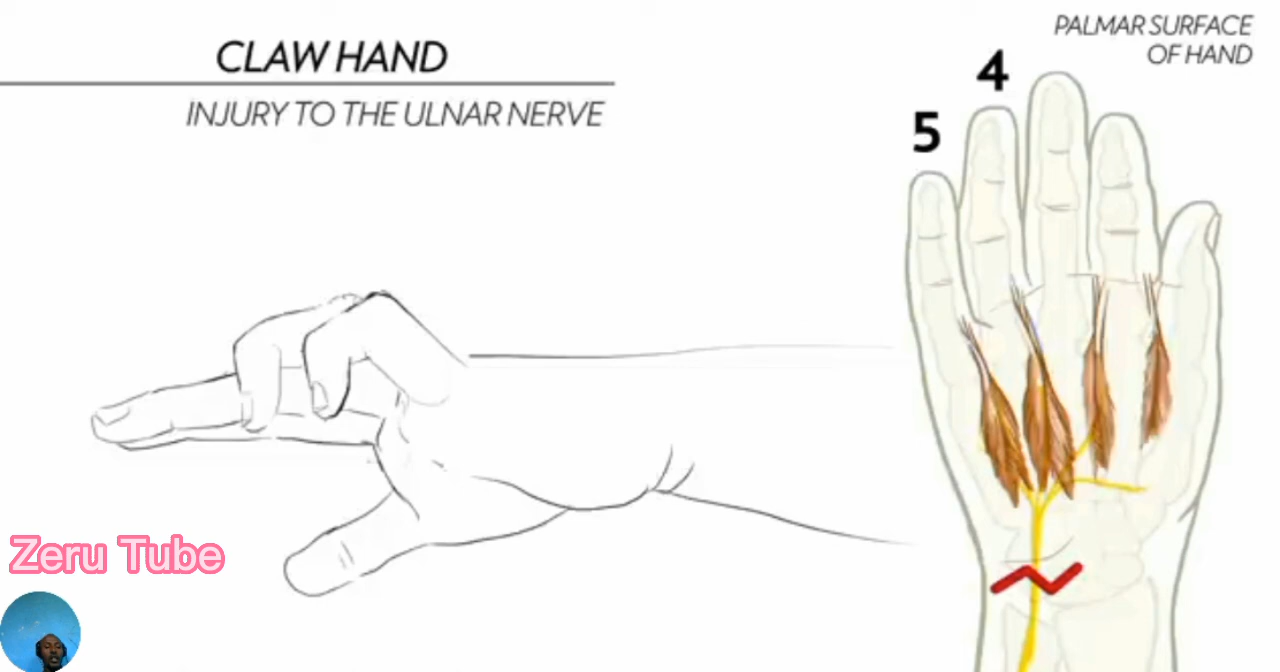 CLAW HAND
INJURY TO THE ULNAR NERVE
PALMAR SURFACE
OF HAND
4
5
Zeru Tube